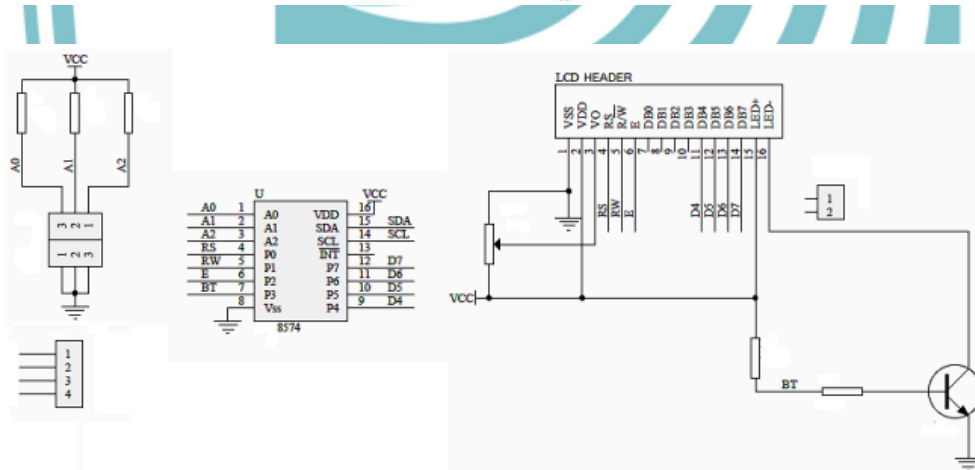 VCC
A0
A1
A2
3 2 1
1 2 3
1
2
3
4
U
VCC
A0 1 A0 VDD 16
A1 2 A1 SDA 15 SDA
A2 3 A2 SCL 14 SCL
RS 4 P0 INT 13
RW 5 P1 P7 12 D7
E 6 P2 P6 11 D6
BT 7 P3 P5 10 D5
8 Vss P4 9 D4
8574
LCD HEADER
VSS VDD VO RS R/W E DB0 DB1 DB2 DB3 DB4 DB5 DB6 DB7 LED+ LED-
1 2 3 4 5 6 7 8 9 10 11 12 13 14 15 16
RS RW E D4 D5 D6 D7
1
2
VCC
BT